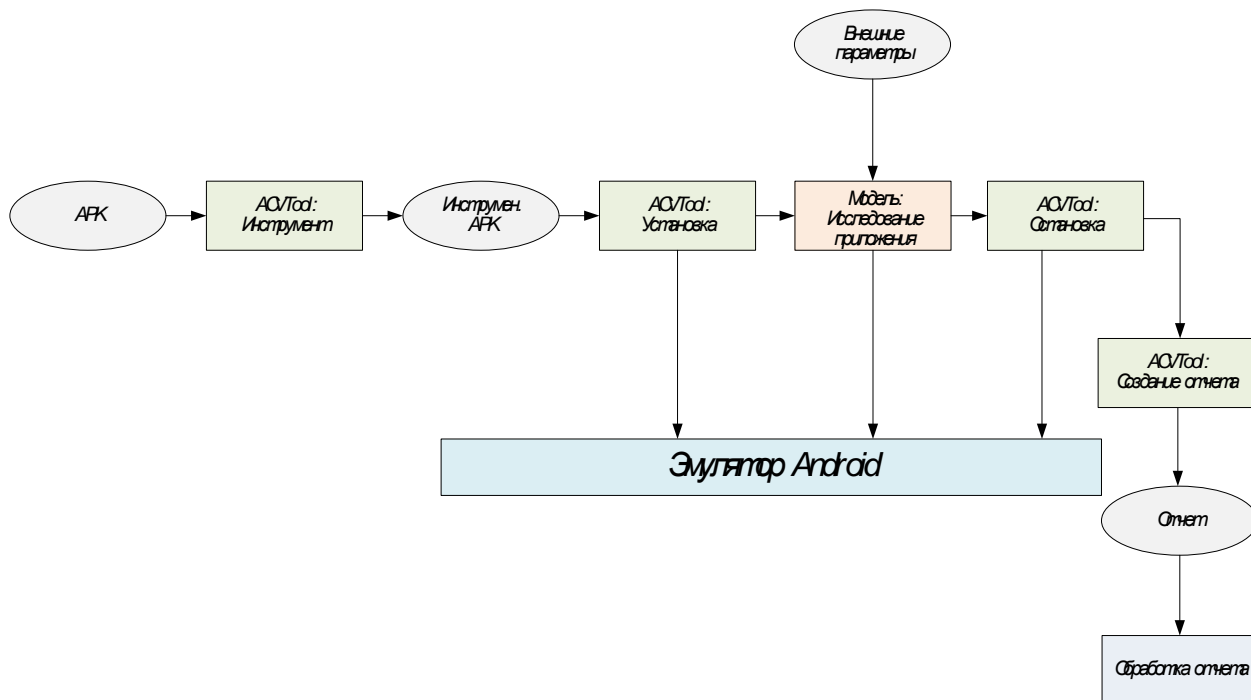 Внешние
параметры
APK
ACVTool:
Инструмент
Инструмен.
APK
ACVTool:
Установка
Модель:
Исследование
приложения
ACVTool:
Остановка
ACVTool:
Создание отчета
Эмулятор Android
Отчет
Обработка отчета